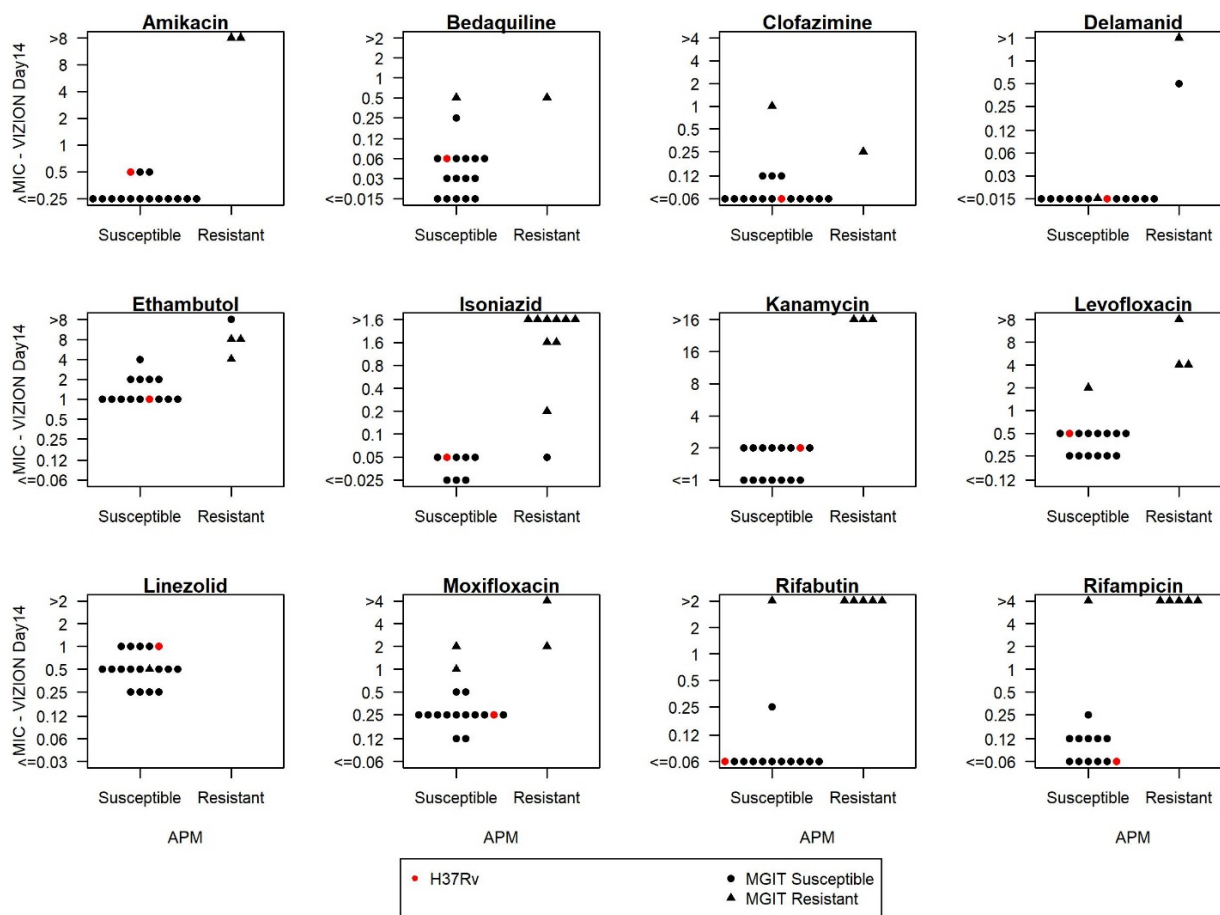 Amikacin
>8
8
4
2
1
0.5
<=0.25
MIC - VIZION Day14
Susceptible Resistant
Bedaquiline
>2
2
1
0.5
0.25
0.12
0.06
0.03
<=0.015
Susceptible Resistant
Clofazimine
>4
4
2
1
0.5
0.25
0.12
<=0.06
Susceptible Resistant
Delamanid
>1
1
0.5
0.25
0.12
0.06
0.03
<=0.015
Susceptible Resistant
Ethambutol
>8
8
4
2
1
0.5
0.25
0.12
<=0.06
MIC - VIZION Day14
Susceptible Resistant
Isoniazid
>1.6
1.6
0.8
0.4
0.2
0.1
0.05
<=0.025
Susceptible Resistant
Kanamycin
>16
16
8
4
2
<=1
Susceptible Resistant
Levofloxacin
>8
8
4
2
1
0.5
0.25
<=0.12
Susceptible Resistant
Linezolid
>2
2
1
0.5
0.25
0.12
0.06
<=0.03
MIC - VIZION Day14
Susceptible Resistant
APM
Moxifloxacin
>4
4
2
1
0.5
0.25
0.12
<=0.06
Susceptible Resistant
APM
Rifabutin
>2
2
1
0.5
0.25
0.12
<=0.06
Susceptible Resistant
APM
Rifampicin
>4
4
2
1
0.5
0.25
0.12
<=0.06
Susceptible Resistant
APM
H37Rv
MGIT Susceptible
MGIT Resistant